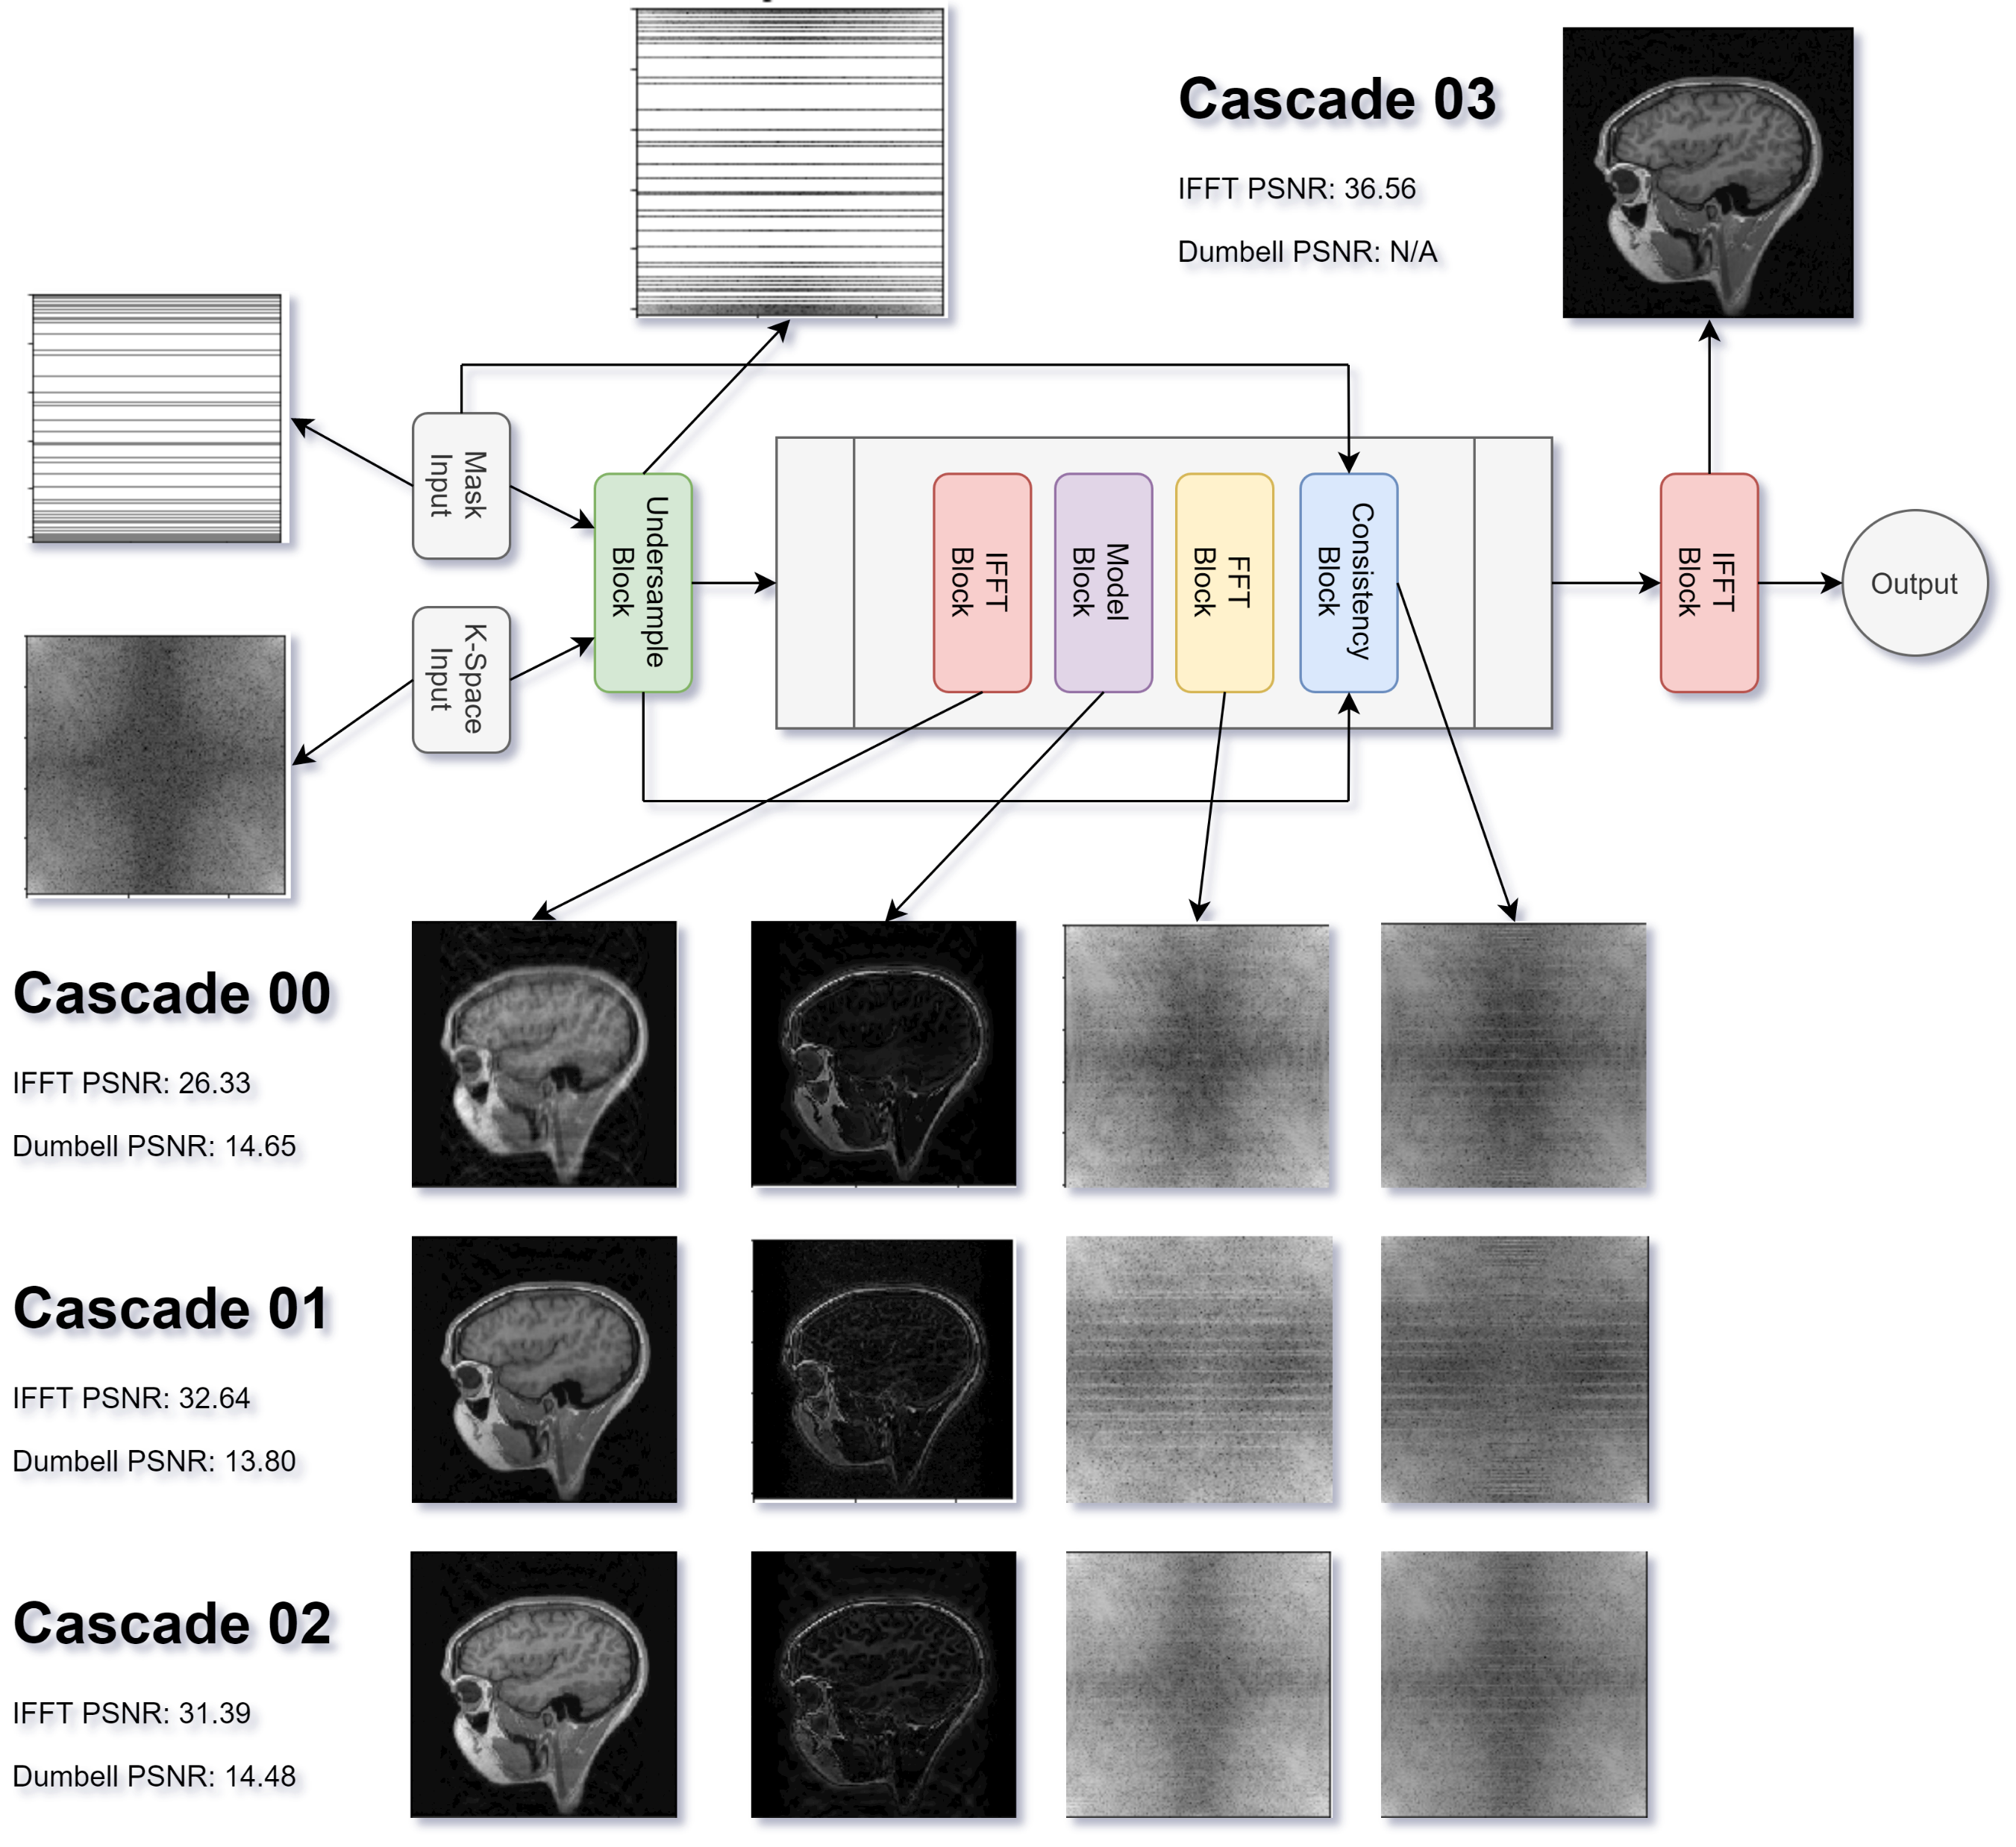 Cascade 03
IFFT PSNR: 36.56
Dumbell PSNR: N/A
Mask
Input
K-Space
Input
Undersample
Block
IFFT
Block
Model
Block
FFT
Block
Consistency
Block
IFFT
Block
Output
Cascade 00
IFFT PSNR: 26.33
Dumbell PSNR: 14.65
Cascade 01
IFFT PSNR: 32.64
Dumbell PSNR: 13.80
Cascade 02
IFFT PSNR: 31.39
Dumbell PSNR: 14.48